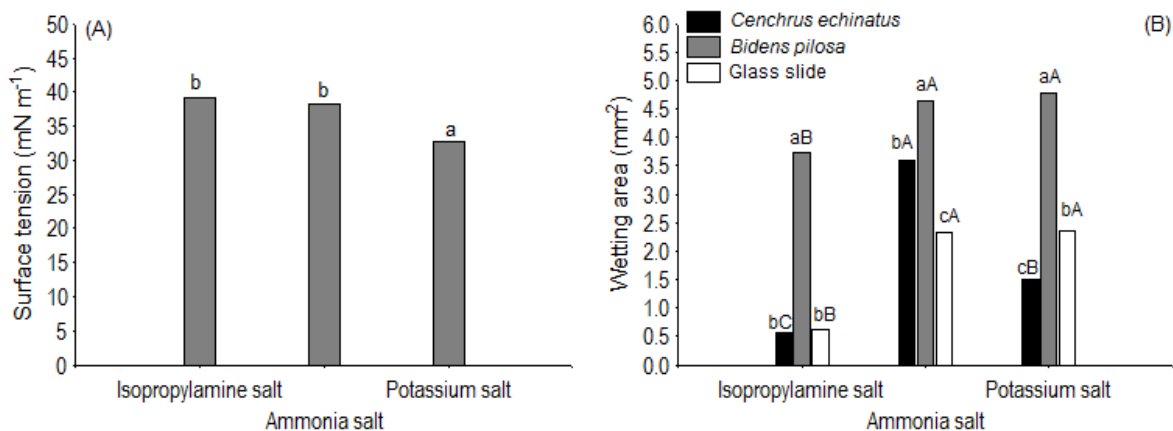 (A)
50
45
40
35
30
25
20
15
10
5
0
Surface tension (mN m⁻¹)
b
b
a
Isopropylamine salt
Potassium salt
Ammonia salt
(B)
Cenchrus echinatus
Bidens pilosa
Glass slide
6.0
5.5
5.0
4.5
4.0
3.5
3.0
2.5
2.0
1.5
1.0
0.5
0.0
Wetting area (mm²)
bC
aB
bB
bA
aA
cA
cB
aA
bA
Isopropylamine salt
Potassium salt
Ammonia salt